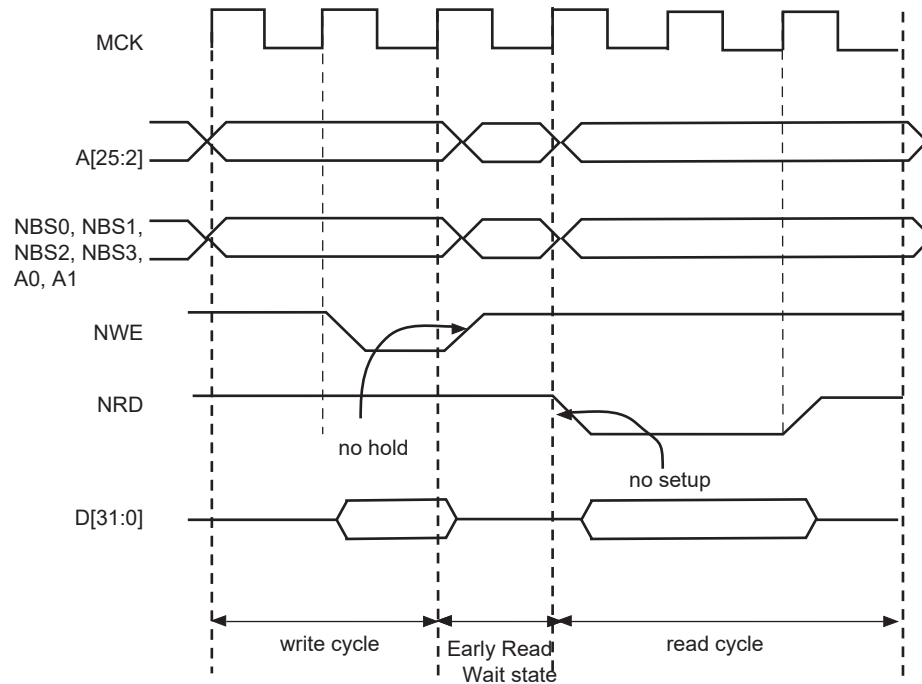 MCK
A[25:2]
NBS0, NBS1,
NBS2, NBS3,
A0, A1
NWE
NRD
no hold
no setup
D[31:0]
write cycle
Early Read
Wait state
read cycle